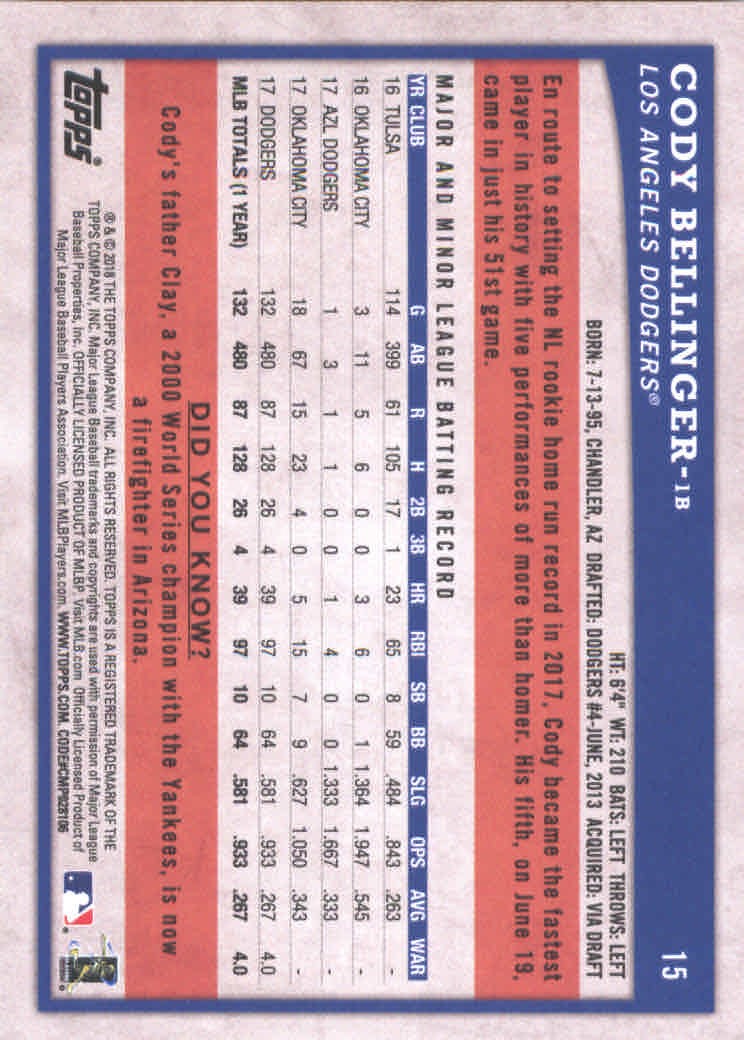 CODY BELLINGER-1B
15
LOS ANGELES DODGERS®
HT: 6'4" WT: 210 BATS: LEFT THROWS: LEFT
BORN: 7-13-95, CHANDLER, AZ DRAFTED: DODGERS #4-JUNE, 2013 ACQUIRED: VIA DRAFT
En route to setting the NL rookie home run record in 2017, Cody became the fastest
player in history with five performances of more than homer. His fifth, on June 19,
came in just his 51st game.
MAJOR AND MINOR LEAGUE BATTING RECORD
YR CLUB G AB R H 2B 3B HR RBI SB BB SLG OPS AVG WAR
16 TULSA 114 399 61 105 17 1 23 65 8 59 .484 .843 .263 -
16 OKLAHOMA CITY 3 11 5 6 0 0 3 6 0 1 1.364 1.947 .545 -
17 AZL DODGERS 1 3 1 1 0 0 1 4 0 0 1.333 1.667 .333 -
17 OKLAHOMA CITY 18 67 15 23 4 0 5 15 7 9 .627 1.050 .343 -
17 DODGERS 132 480 87 128 26 4 39 97 10 64 .581 .933 .267 4.0
MLB TOTALS (1 YEAR) 132 480 87 128 26 4 39 97 10 64 .581 .933 .267 4.0
DID YOU KNOW?
Cody's father Clay, a 2000 World Series champion with the Yankees, is now
a firefighter in Arizona.
topps®
® & © 2018 THE TOPPS COMPANY, INC. ALL RIGHTS RESERVED. TOPPS IS A REGISTERED TRADEMARK OF THE
TOPPS COMPANY, INC. Major League Baseball trademarks and copyrights are used with permission of Major League
Baseball Properties, Inc. OFFICIALLY LICENSED PRODUCT OF MLBP. Visit MLB.com Officially Licensed Product of
Major League Baseball Players Association. Visit MLBPlayers.com. WWW.TOPPS.COM. CODE#CMP928106